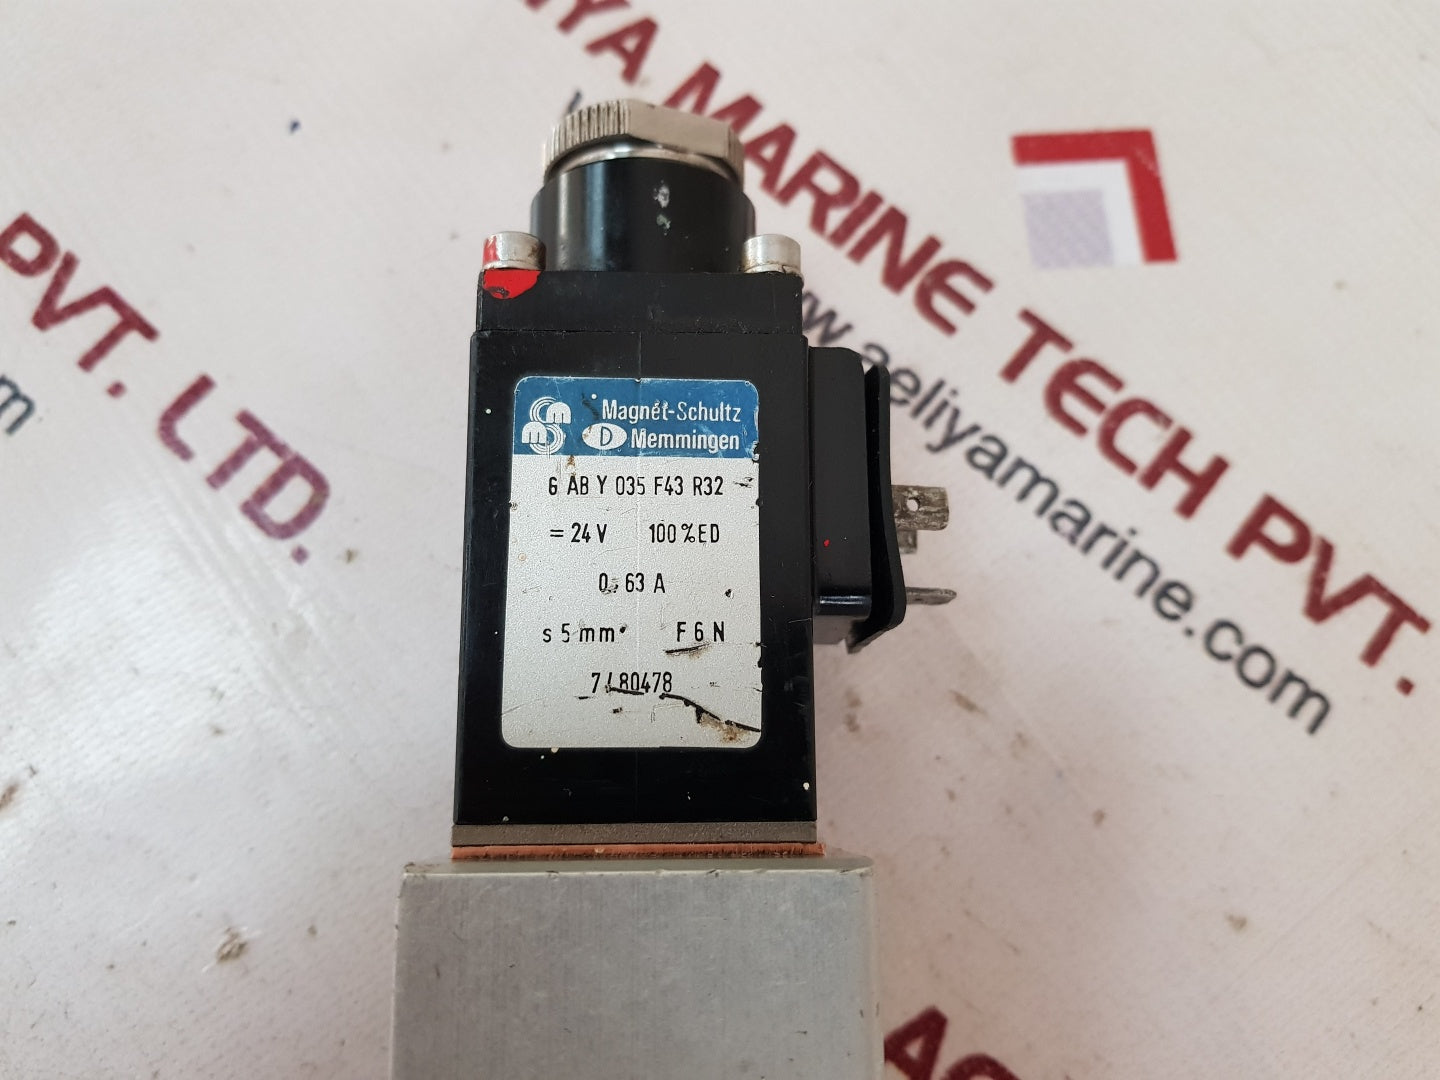 Magnet-Schultz
D Memmingen
6 AB Y 035 F43 R32
= 24 V 100 % ED
0,63 A
s 5 mm F 6 N
7/80478
MARINE TECH PVT.
www.aeliyamarine.com
PVT. LTD.